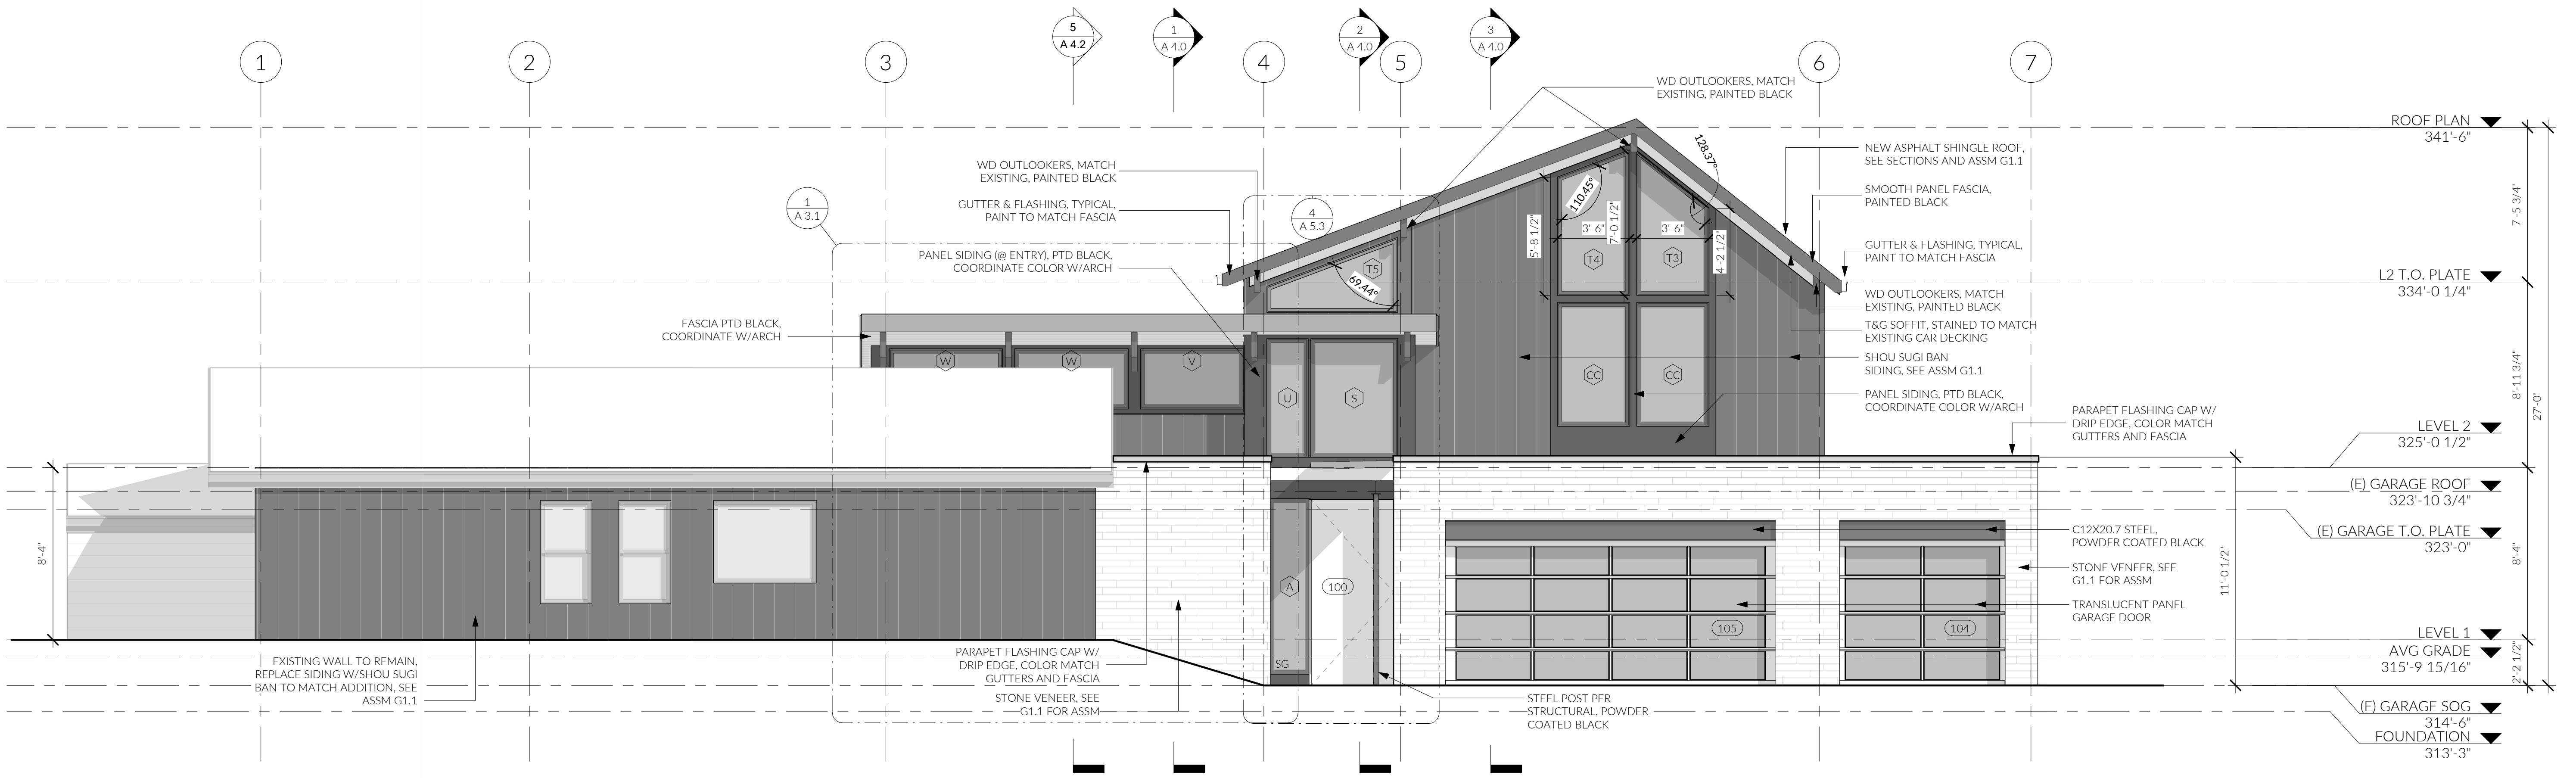 5
A 4.2
1
A 4.0
2
A 4.0
3
A 4.0
1
2
3
4
5
6
7
WD OUTLOOKERS, MATCH
EXISTING, PAINTED BLACK
ROOF PLAN
341'-6"
NEW ASPHALT SHINGLE ROOF,
SEE SECTIONS AND ASSM G1.1
WD OUTLOOKERS, MATCH
EXISTING, PAINTED BLACK
SMOOTH PANEL FASCIA,
PAINTED BLACK
GUTTER & FLASHING, TYPICAL,
PAINT TO MATCH FASCIA
1
A 3.1
4
A 5.3
128.37°
110.45°
5'-8 1/2"
3'-6"
7'-0 1/2"
3'-6"
4'-2 1/2"
7'-5 3/4"
GUTTER & FLASHING, TYPICAL,
PAINT TO MATCH FASCIA
PANEL SIDING (@ ENTRY), PTD BLACK,
COORDINATE COLOR W/ARCH
T5
69.44°
T4
T3
L2 T.O. PLATE
334'-0 1/4"
WD OUTLOOKERS, MATCH
EXISTING, PAINTED BLACK
T&G SOFFIT, STAINED TO MATCH
EXISTING CAR DECKING
FASCIA PTD BLACK,
COORDINATE W/ARCH
W
W
V
U
S
CC
CC
SHOU SUGI BAN
SIDING, SEE ASSM G1.1
PANEL SIDING, PTD BLACK,
COORDINATE COLOR W/ARCH
8'-11 3/4"
27'-0"
PARAPET FLASHING CAP W/
DRIP EDGE, COLOR MATCH
GUTTERS AND FASCIA
LEVEL 2
325'-0 1/2"
(E) GARAGE ROOF
323'-10 3/4"
(E) GARAGE T.O. PLATE
323'-0"
C12X20.7 STEEL,
POWDER COATED BLACK
STONE VENEER, SEE
G1.1 FOR ASSM
TRANSLUCENT PANEL
GARAGE DOOR
8'-4"
11'-0 1/2"
8'-4"
A
100
105
104
SG
LEVEL 1
AVG GRADE
315'-9 15/16"
2'-2 1/2"
EXISTING WALL TO REMAIN,
REPLACE SIDING W/SHOU SUGI
BAN TO MATCH ADDITION, SEE
ASSM G1.1
PARAPET FLASHING CAP W/
DRIP EDGE, COLOR MATCH
GUTTERS AND FASCIA
STONE VENEER, SEE
G1.1 FOR ASSM
STEEL POST PER
STRUCTURAL, POWDER
COATED BLACK
(E) GARAGE SOG
314'-6"
FOUNDATION
313'-3"